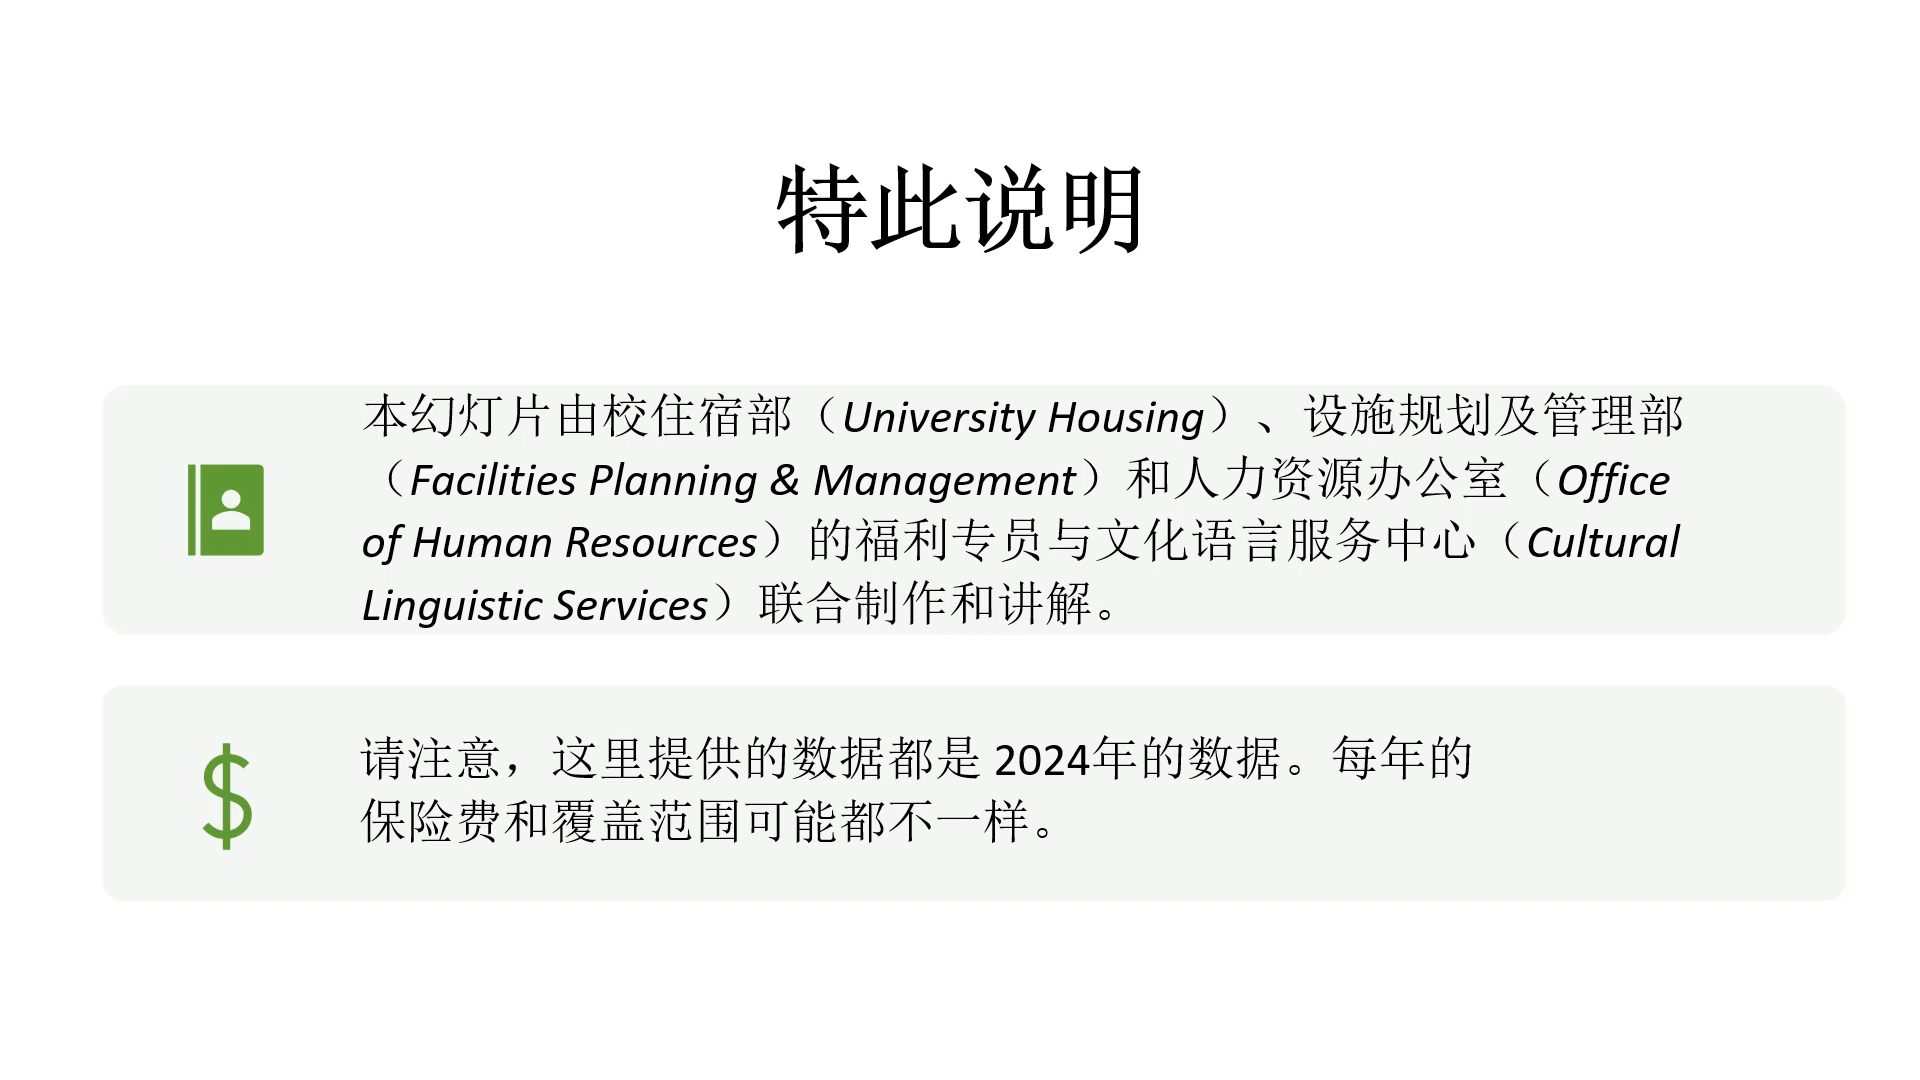 特此说明
本幻灯片由校住宿部（University Housing）、设施规划及管理部
（Facilities Planning & Management）和人力资源办公室（Office
of Human Resources）的福利专员与文化语言服务中心（Cultural
Linguistic Services）联合制作和讲解。
请注意，这里提供的数据都是 2024年的数据。每年的
保险费和覆盖范围可能都不一样。